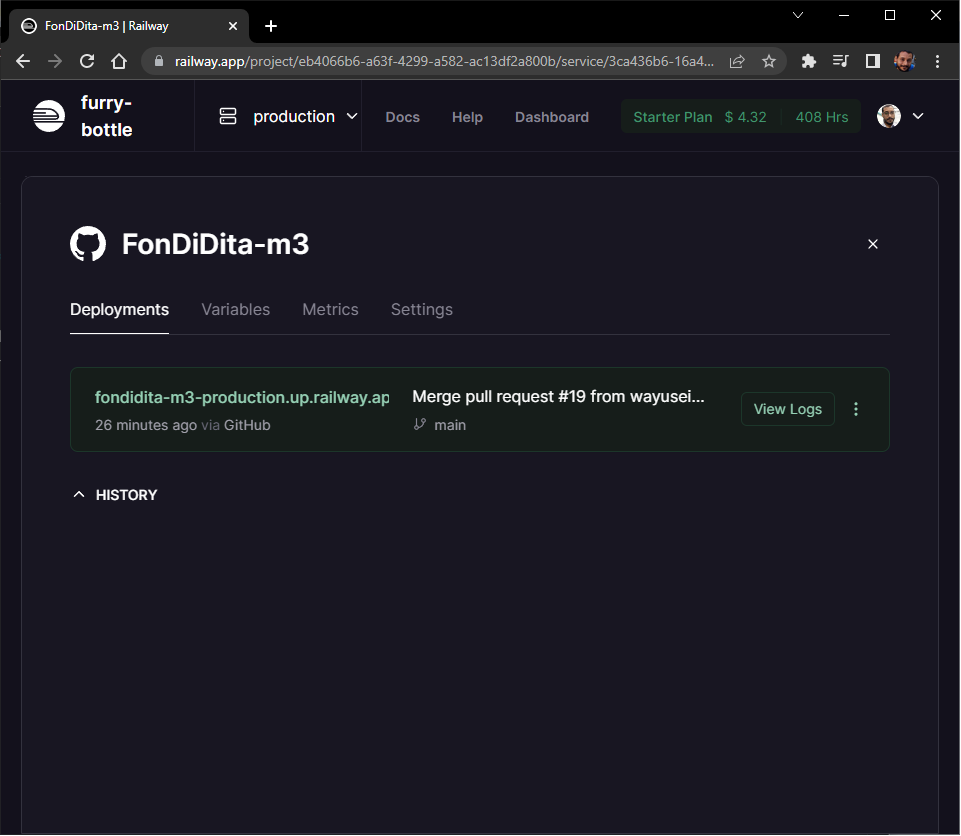 FonDiDita-m3 | Railway
railway.app/project/eb4066b6-a63f-4299-a582-ac13df2a800b/service/3ca436b6-16a4...
furry-
bottle
production
Docs
Help
Dashboard
Starter Plan $ 4.32 408 Hrs
FonDiDita-m3
Deployments Variables Metrics Settings
fondidita-m3-production.up.railway.ap
Merge pull request #19 from wayusei...
26 minutes ago via GitHub
main
View Logs
HISTORY